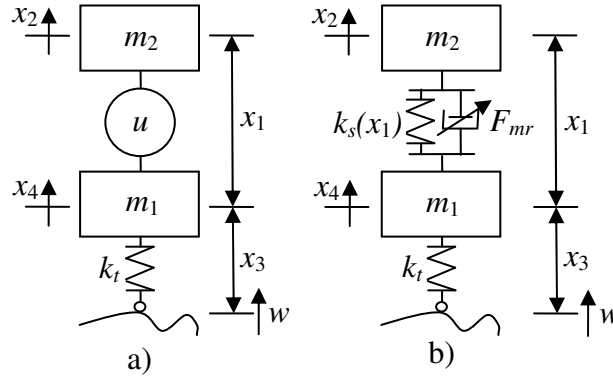 x₂
m₂
u
x₁
x₄
m₁
kₜ
x₃
w
a)
x₂
m₂
kₛ(x₁)
Fₘᵣ
x₁
x₄
m₁
kₜ
x₃
w
b)